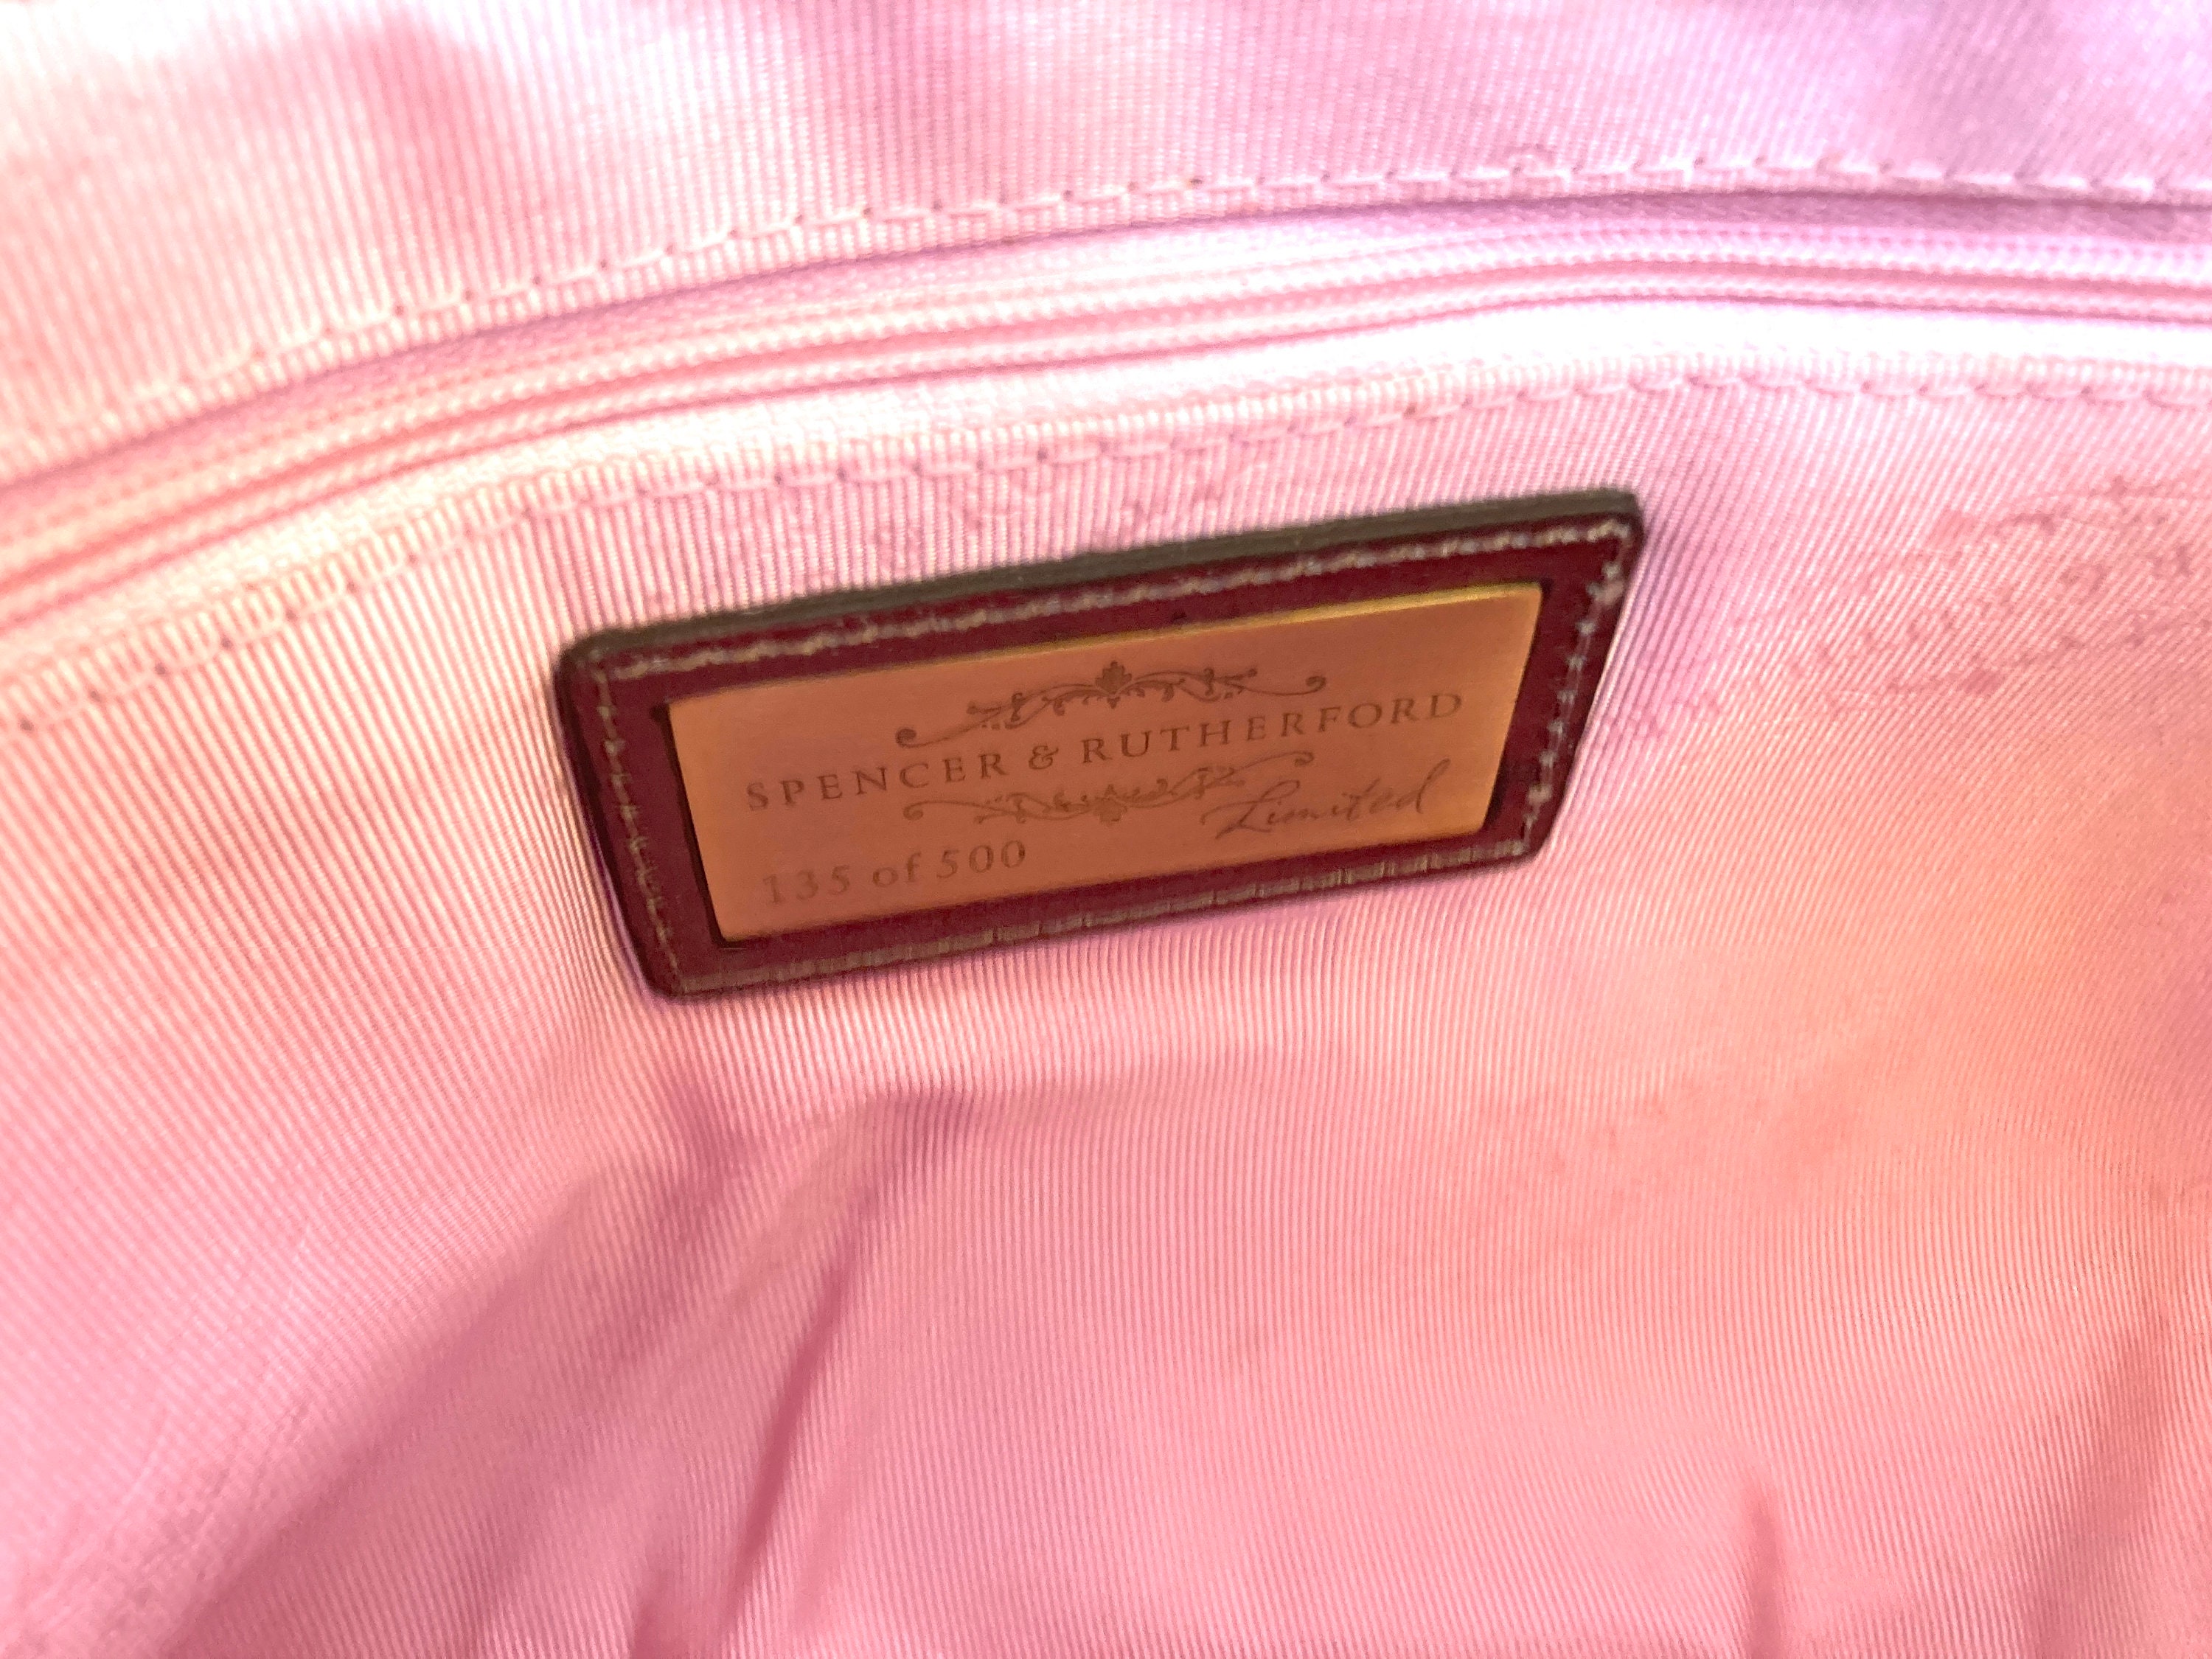 SPENCER & RUTHERFORD
Limited
135 of 500